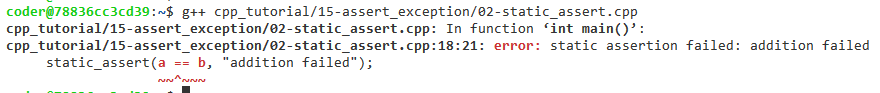 coder@78836cc3cd39:~$ g++ cpp_tutorial/15-assert_exception/02-static_assert.cpp
cpp_tutorial/15-assert_exception/02-static_assert.cpp: In function ‘int main()’:
cpp_tutorial/15-assert_exception/02-static_assert.cpp:18:21: error: static assertion failed: addition failed
static_assert(a == b, "addition failed");
~~^~~~